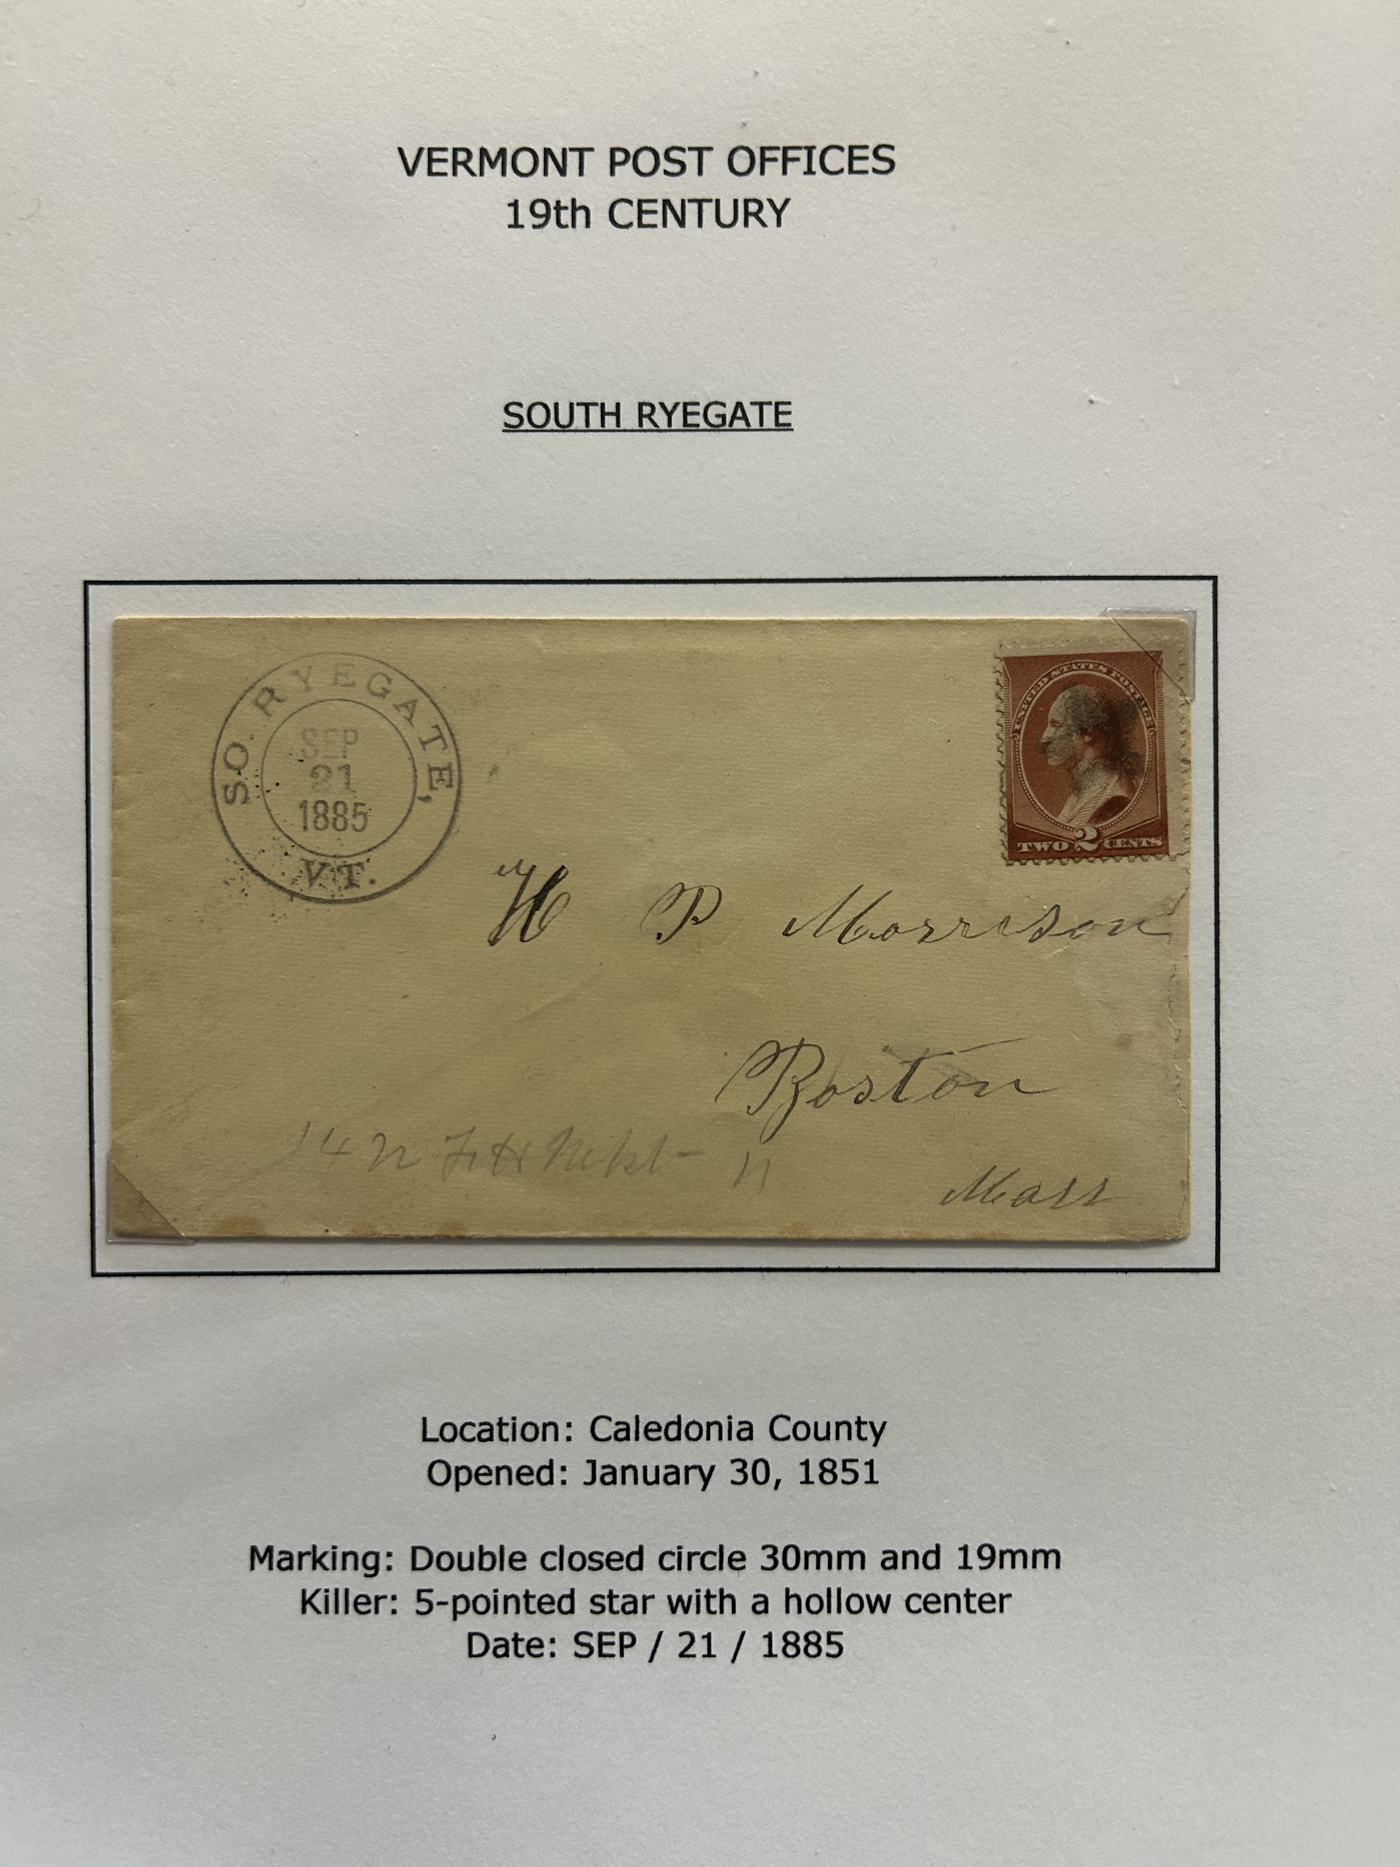 VERMONT POST OFFICES
19th CENTURY
SOUTH RYEGATE
SO. RYEGATE,
SEP
21
1885
VT.
UNITED STATES POSTAGE
TWO 2 CENTS
H P Morrison
Boston
Mass
14 N
Location: Caledonia County
Opened: January 30, 1851
Marking: Double closed circle 30mm and 19mm
Killer: 5-pointed star with a hollow center
Date: SEP / 21 / 1885